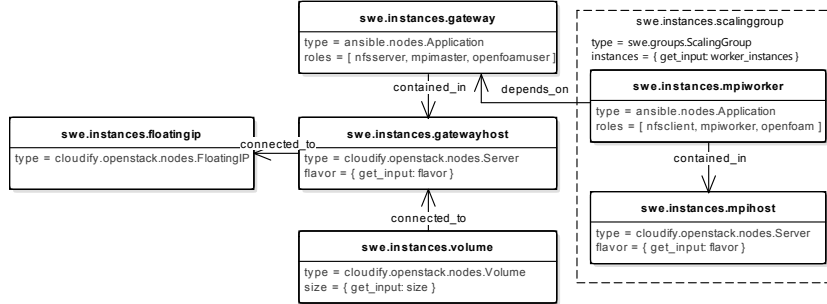 swe.instances.gateway
type = ansible.nodes.Application
roles = [ nfsserver, mpimaster, openfoamuser ]
swe.instances.scalinggroup
type = swe.groups.ScalingGroup
instances = { get_input: worker_instances }
contained_in
depends_on
swe.instances.mpiworker
type = ansible.nodes.Application
roles = [ nfsclient, mpiworker, openfoam ]
swe.instances.floatingip
type = cloudify.openstack.nodes.FloatingIP
connected_to
swe.instances.gatewayhost
type = cloudify.openstack.nodes.Server
flavor = { get_input: flavor }
contained_in
connected_to
swe.instances.mpihost
type = cloudify.openstack.nodes.Server
flavor = { get_input: flavor }
swe.instances.volume
type = cloudify.openstack.nodes.Volume
size = { get_input: size }